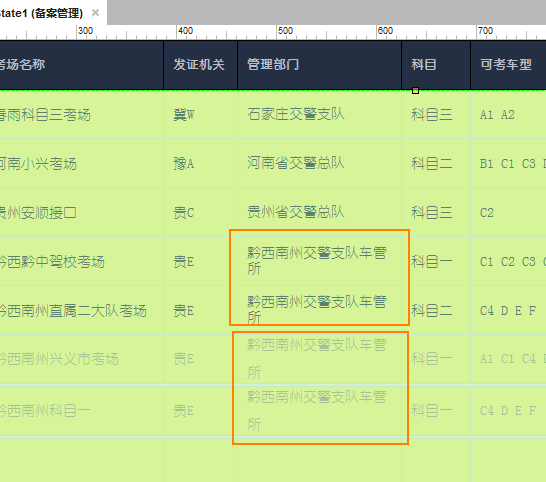 State1 (备案管理)
300 400 500 600 700
考场名称 发证机关 管理部门 科目 可考车型
春雨科目三考场 冀W 石家庄交警支队 科目三 A1 A2
河南小兴考场 豫A 河南省交警总队 科目二 B1 C1 C3
贵州安顺接口 贵C 贵州省交警总队 科目三 C2
黔西黔中驾校考场 贵E 黔西南州交警支队车管 科目一 C1 C2 C3
所
黔西南州直属二大队考场 贵E 黔西南州交警支队车管 科目二 C4 D E F
所
黔西南州兴义市考场 贵E 黔西南州交警支队车管 科目一 A1 C1 C4
所
黔西南州科目一 贵E 黔西南州交警支队车管 科目一 C4 D E F
所